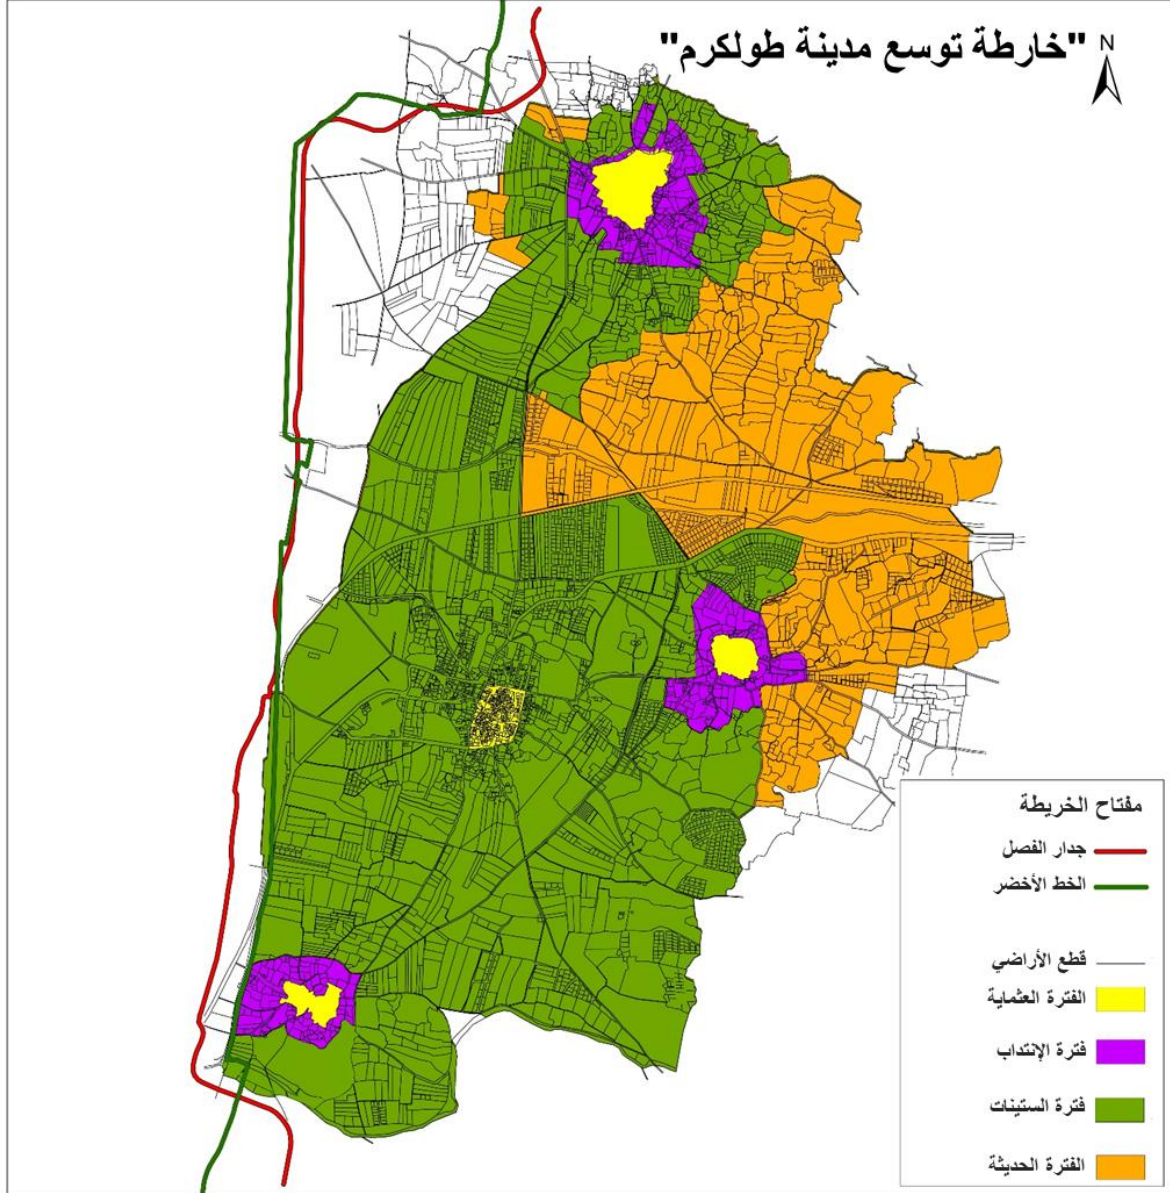 "خارطة توسع مدينة طولكرم"
N
مفتاح الخريطة
جدار الفصل
الخط الأخضر
قطع الأراضي
الفترة العثماية
فترة الإنتداب
فترة الستينات
الفترة الحديثة